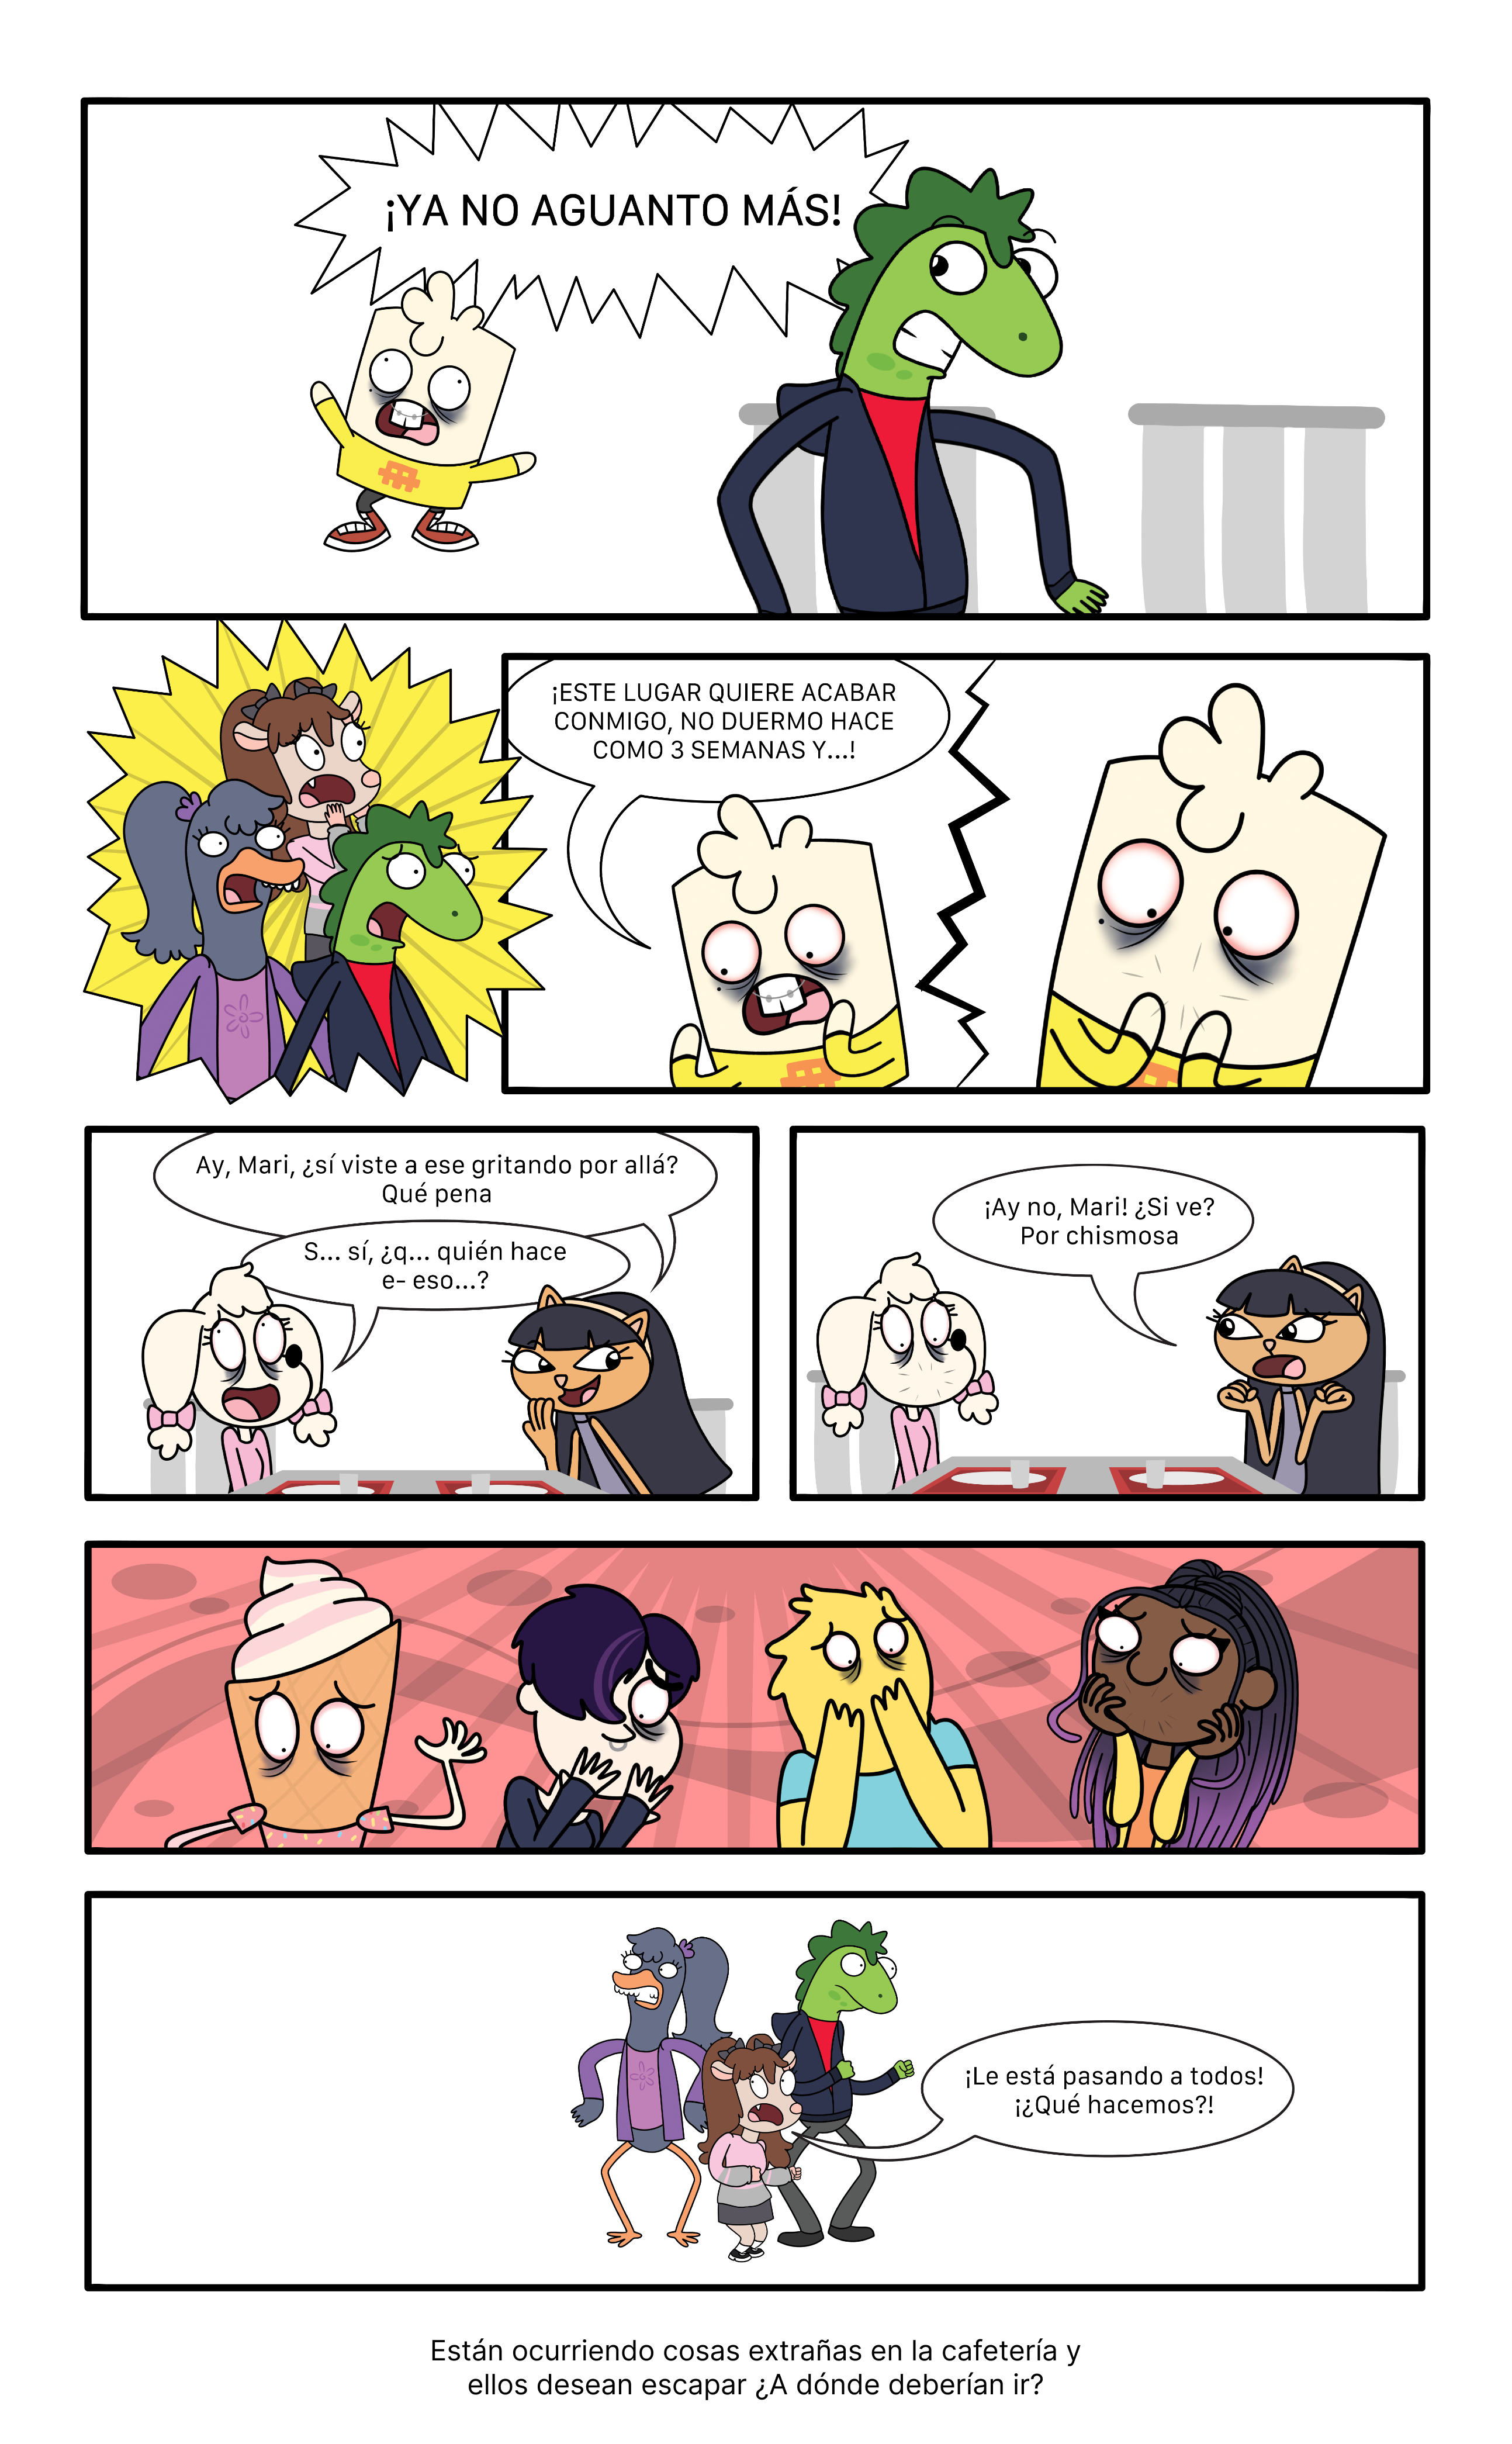 ¡YA NO AGUANTO MÁS!
¡ESTE LUGAR QUIERE ACABAR
CONMIGO, NO DUERMO HACE
COMO 3 SEMANAS Y...!
Ay, Mari, ¿sí viste a ese gritando por allá?
Qué pena
S... sí, ¿q... quién hace
e- eso...?
¡Ay no, Mari! ¿Si ve?
Por chismosa
¡Le está pasando a todos!
¡¿Qué hacemos?!
Están ocurriendo cosas extrañas en la cafetería y
ellos desean escapar ¿A dónde deberían ir?